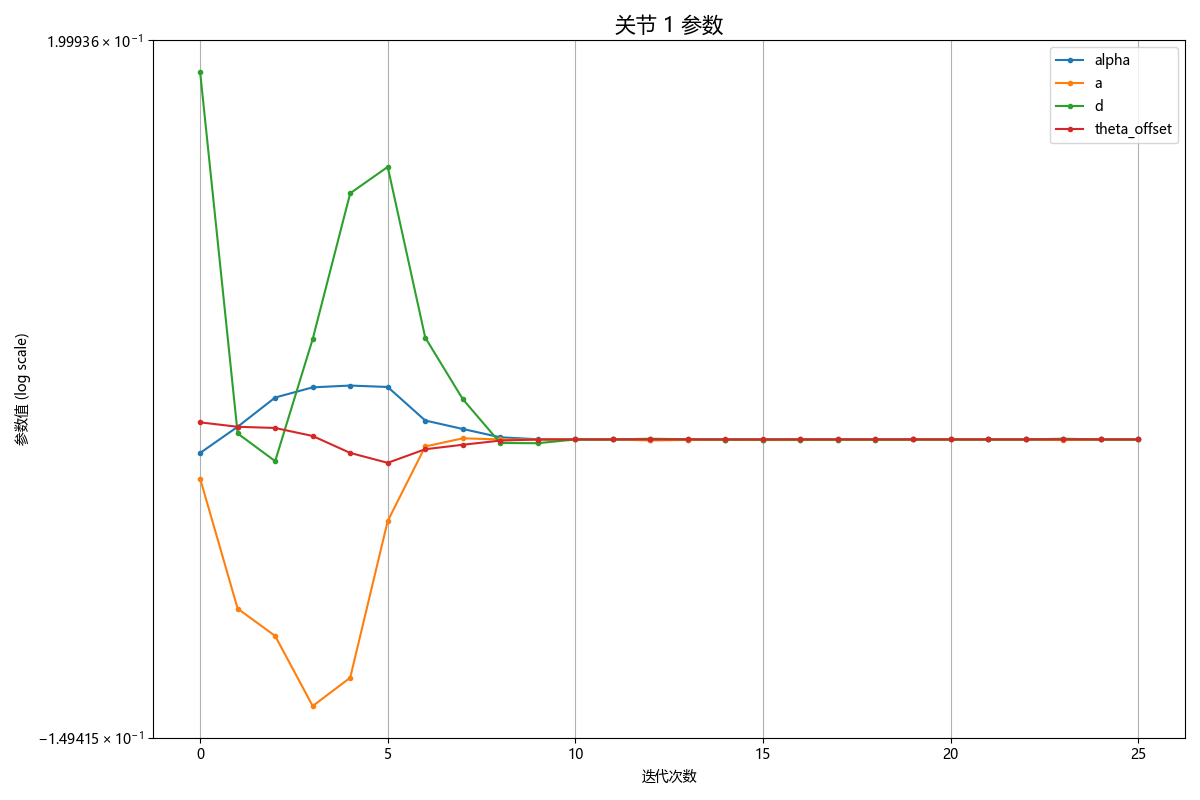 关节 1 参数
1.99936 × 10⁻¹
alpha
a
d
theta_offset
参数值 (log scale)
−1.49415 × 10⁻¹
0 5 10 15 20 25
迭代次数